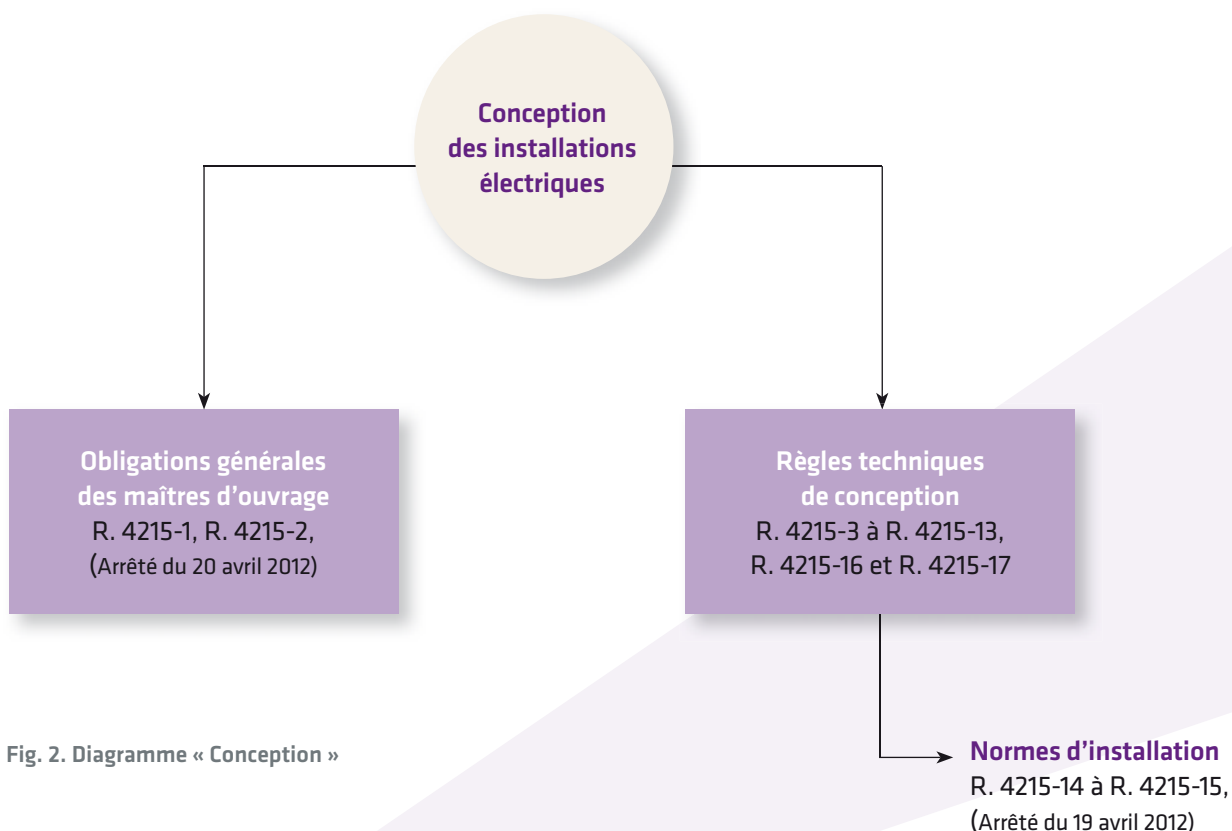 Conception
des installations
électriques
Obligations générales
des maîtres d'ouvrage
R. 4215-1, R. 4215-2,
(Arrêté du 20 avril 2012)
Règles techniques
de conception
R. 4215-3 à R. 4215-13,
R. 4215-16 et R. 4215-17
Normes d'installation
R. 4215-14 à R. 4215-15,
(Arrêté du 19 avril 2012)
Fig. 2. Diagramme « Conception »